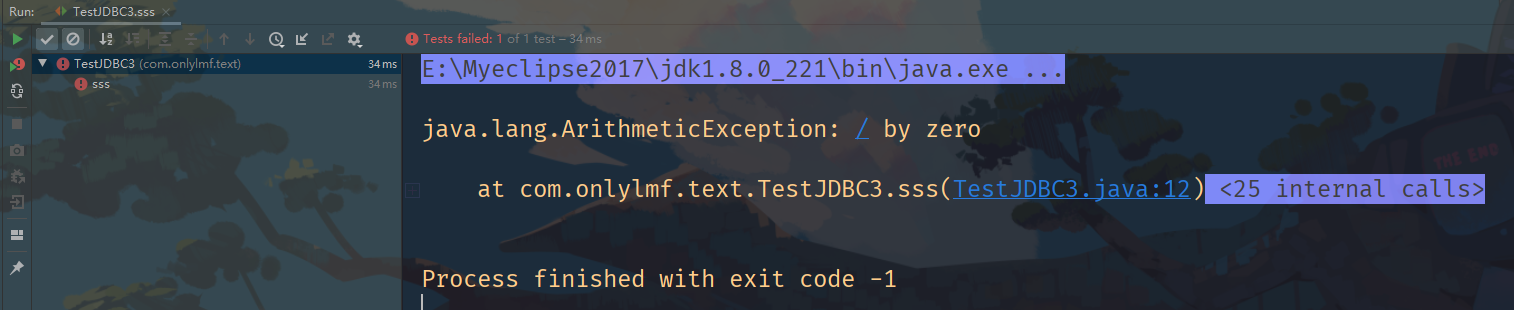 Run: TestJDBC3.sss ×
Tests failed: 1 of 1 test – 34 ms
TestJDBC3 (com.onlylmf.text) 34 ms
sss 34 ms
E:\Myeclipse2017\jdk1.8.0_221\bin\java.exe ...
java.lang.ArithmeticException: / by zero
at com.onlylmf.text.TestJDBC3.sss(TestJDBC3.java:12) <25 internal calls>
THE END
Process finished with exit code -1